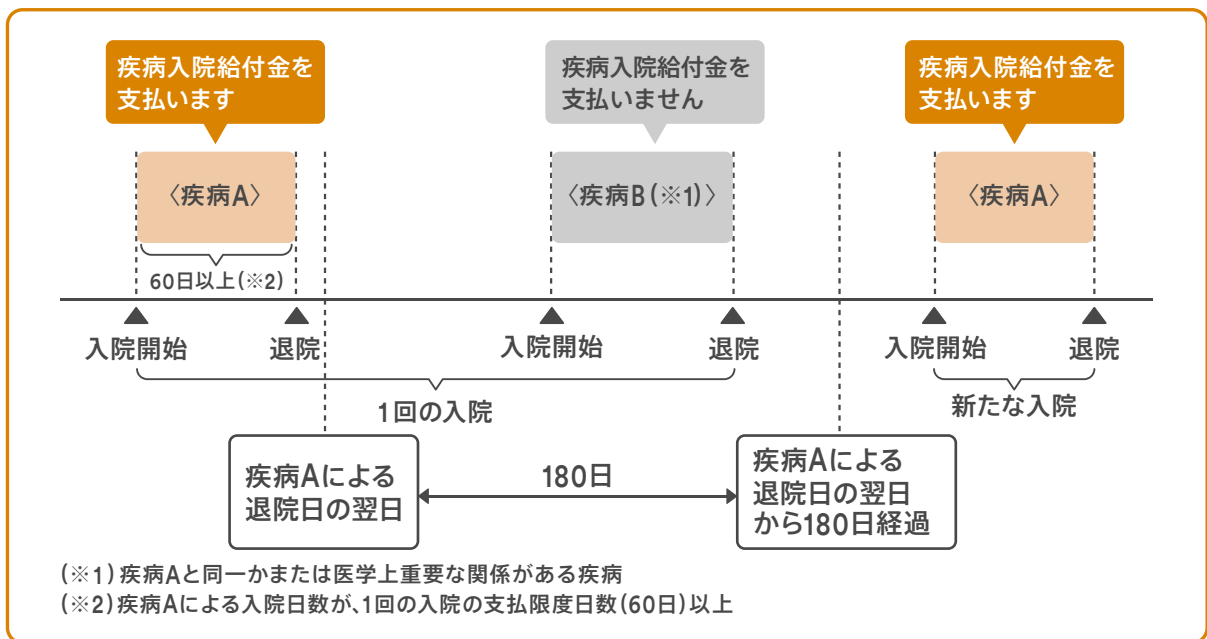 疾病入院給付金を
支払います
疾病入院給付金を
支払いません
疾病入院給付金を
支払います
〈疾病A〉
〈疾病B(※1)〉
〈疾病A〉
60日以上(※2)
入院開始
退院
入院開始
退院
入院開始
退院
1回の入院
新たな入院
疾病Aによる
退院日の翌日
180日
疾病Aによる
退院日の翌日
から180日経過
(※1)疾病Aと同一かまたは医学上重要な関係がある疾病
(※2)疾病Aによる入院日数が、1回の入院の支払限度日数(60日)以上